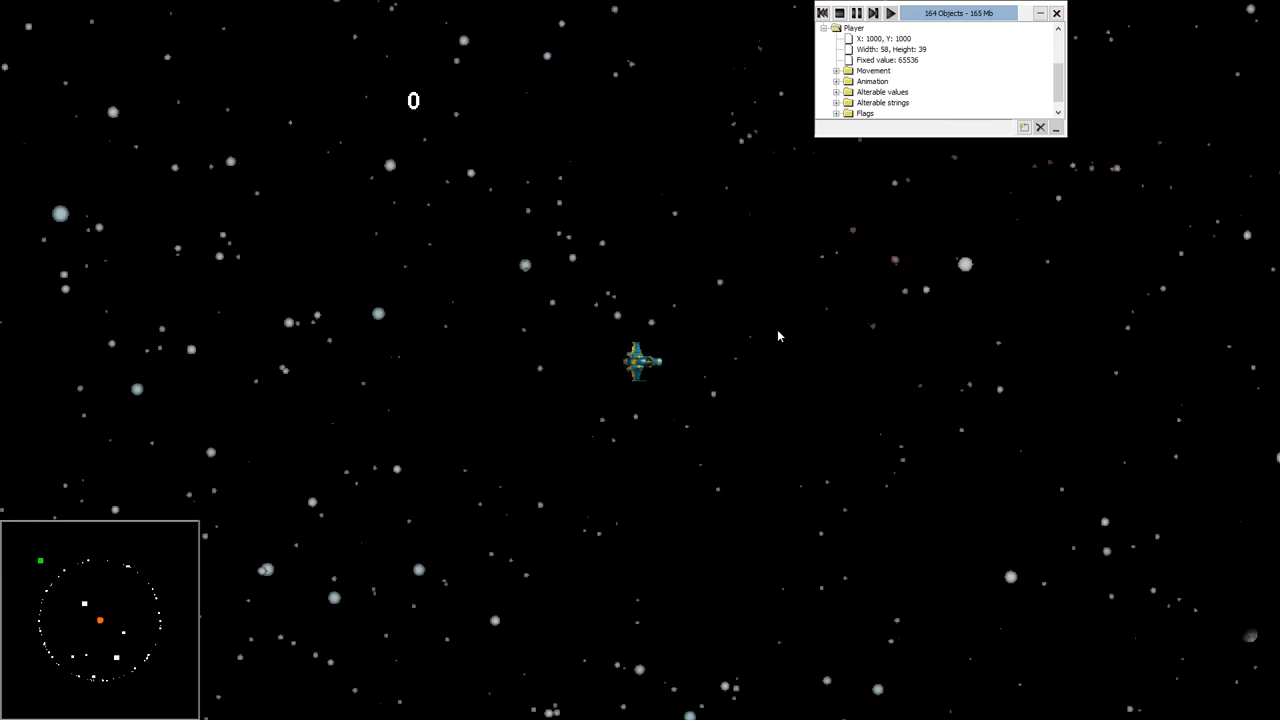 164 Objects - 165 Mb
Player
X: 1000, Y: 1000
Width: 58, Height: 39
Fixed value: 65536
Movement
Animation
Alterable values
Alterable strings
Flags
0